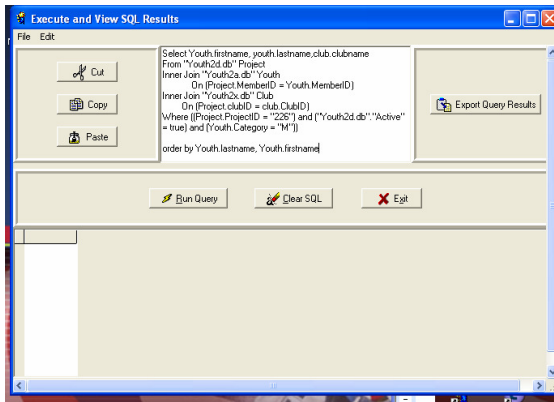 Execute and View SQL Results
File Edit
Cut
Copy
Paste
Select Youth.firstname, youth.lastname,club.clubname
From "Youth2d.db" Project
Inner Join "Youth2a.db" Youth
On (Project.MemberID = Youth.MemberID)
Inner Join "Youth2x.db" Club
On (Project.clubID = club.ClubID)
Where ((Project.ProjectID = "226") and ("Youth2d.db"."Active"
= true) and (Youth.Category = "M"))
order by Youth.lastname, Youth.firstname
Export Query Results
Run Query
Clear SQL
Exit